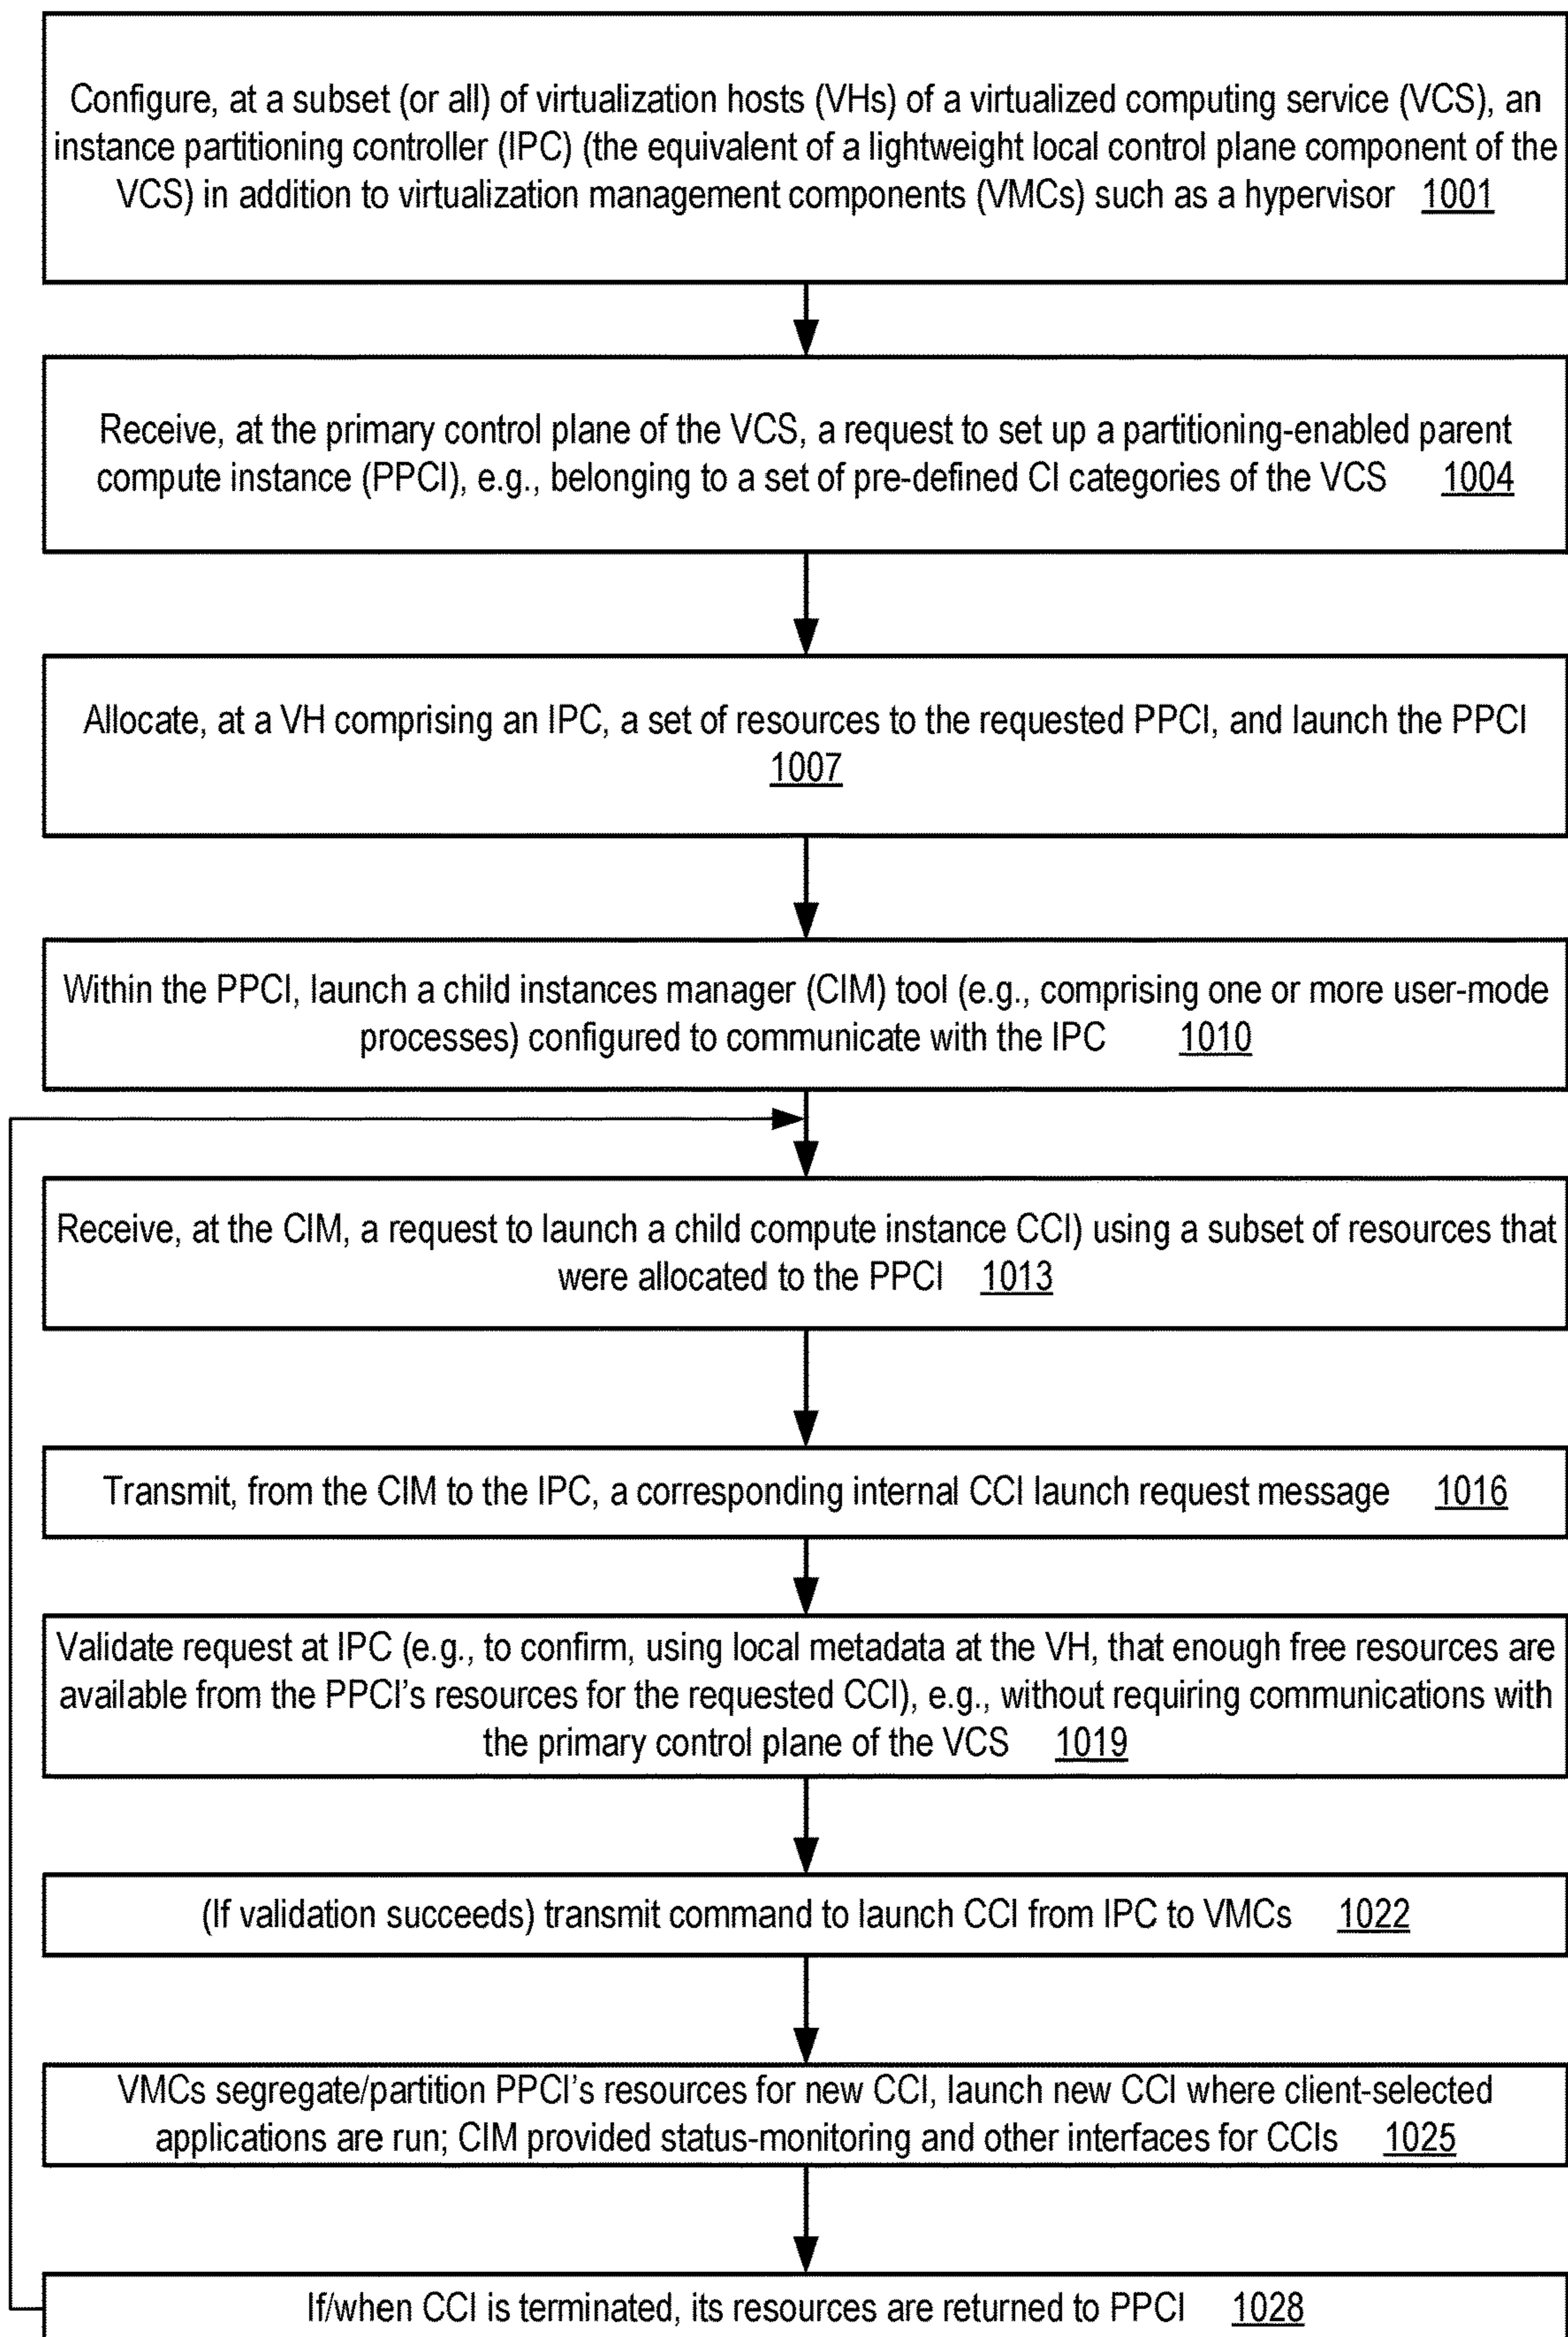 Configure, at a subset (or all) of virtualization hosts (VHs) of a virtualized computing service (VCS), an
instance partitioning controller (IPC) (the equivalent of a lightweight local control plane component of the
VCS) in addition to virtualization management components (VMCs) such as a hypervisor 1001
Receive, at the primary control plane of the VCS, a request to set up a partitioning-enabled parent
compute instance (PPCI), e.g., belonging to a set of pre-defined CI categories of the VCS 1004
Allocate, at a VH comprising an IPC, a set of resources to the requested PPCI, and launch the PPCI
1007
Within the PPCI, launch a child instances manager (CIM) tool (e.g., comprising one or more user-mode
processes) configured to communicate with the IPC 1010
Receive, at the CIM, a request to launch a child compute instance CCI) using a subset of resources that
were allocated to the PPCI 1013
Transmit, from the CIM to the IPC, a corresponding internal CCI launch request message 1016
Validate request at IPC (e.g., to confirm, using local metadata at the VH, that enough free resources are
available from the PPCI's resources for the requested CCI), e.g., without requiring communications with
the primary control plane of the VCS 1019
(If validation succeeds) transmit command to launch CCI from IPC to VMCs 1022
VMCs segregate/partition PPCI's resources for new CCI, launch new CCI where client-selected
applications are run; CIM provided status-monitoring and other interfaces for CCIs 1025
If/when CCI is terminated, its resources are returned to PPCI 1028